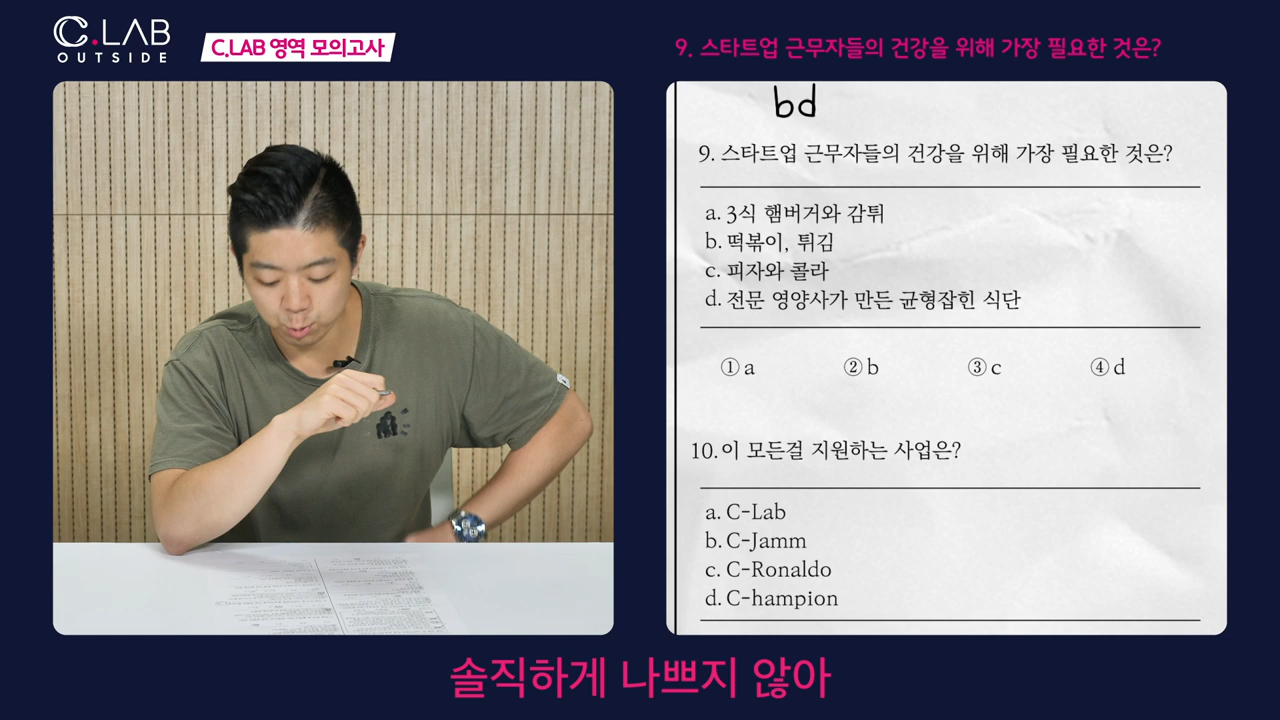 C.LAB
OUTSIDE
C.LAB 영역 모의고사
9. 스타트업 근무자들의 건강을 위해 가장 필요한 것은?
bd
9. 스타트업 근무자들의 건강을 위해 가장 필요한 것은?
a. 3식 햄버거와 감튀
b. 떡볶이, 튀김
c. 피자와 콜라
d. 전문 영양사가 만든 균형잡힌 식단
① a ② b ③ c ④ d
10. 이 모든걸 지원하는 사업은?
a. C-Lab
b. C-Jamm
c. C-Ronaldo
d. C-hampion
솔직하게 나쁘지 않아